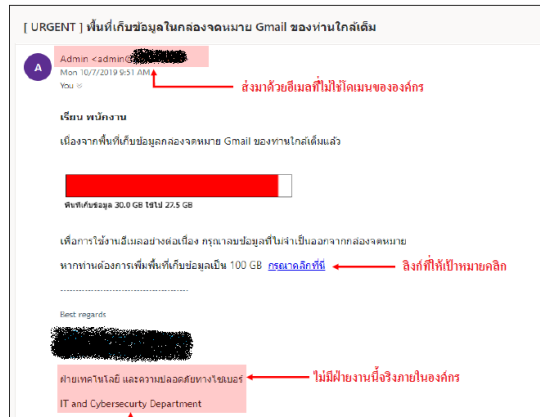 [ URGENT ] พื้นที่เก็บข้อมูลในกล่องจดหมาย Gmail ของท่านใกล้เต็ม
A
Admin <admin@
Mon 10/7/2019 9:51 AM
You
ส่งมาด้วยอีเมลที่ไม่ใช่โดเมนขององค์กร
เรียน พนักงาน
เนื่องจากพื้นที่เก็บข้อมูลกล่องจดหมาย Gmail ของท่านใกล้เต็มแล้ว
พื้นที่เก็บข้อมูล 30.0 GB ใช้ไป 27.5 GB
เพื่อการใช้งานอีเมลอย่างต่อเนื่อง กรุณาลบข้อมูลที่ไม่จำเป็นออกจากกล่องจดหมาย
หากท่านต้องการเพิ่มพื้นที่เก็บข้อมูลเป็น 100 GB กรุณาคลิกที่นี่
ลิงก์ที่ให้เป้าหมายคลิก
Best regards
ฝ่ายเทคโนโลยี และความปลอดภัยทางไซเบอร์
ไม่มีฝ่ายงานนี้จริงภายในองค์กร
IT and Cybersecurty Department